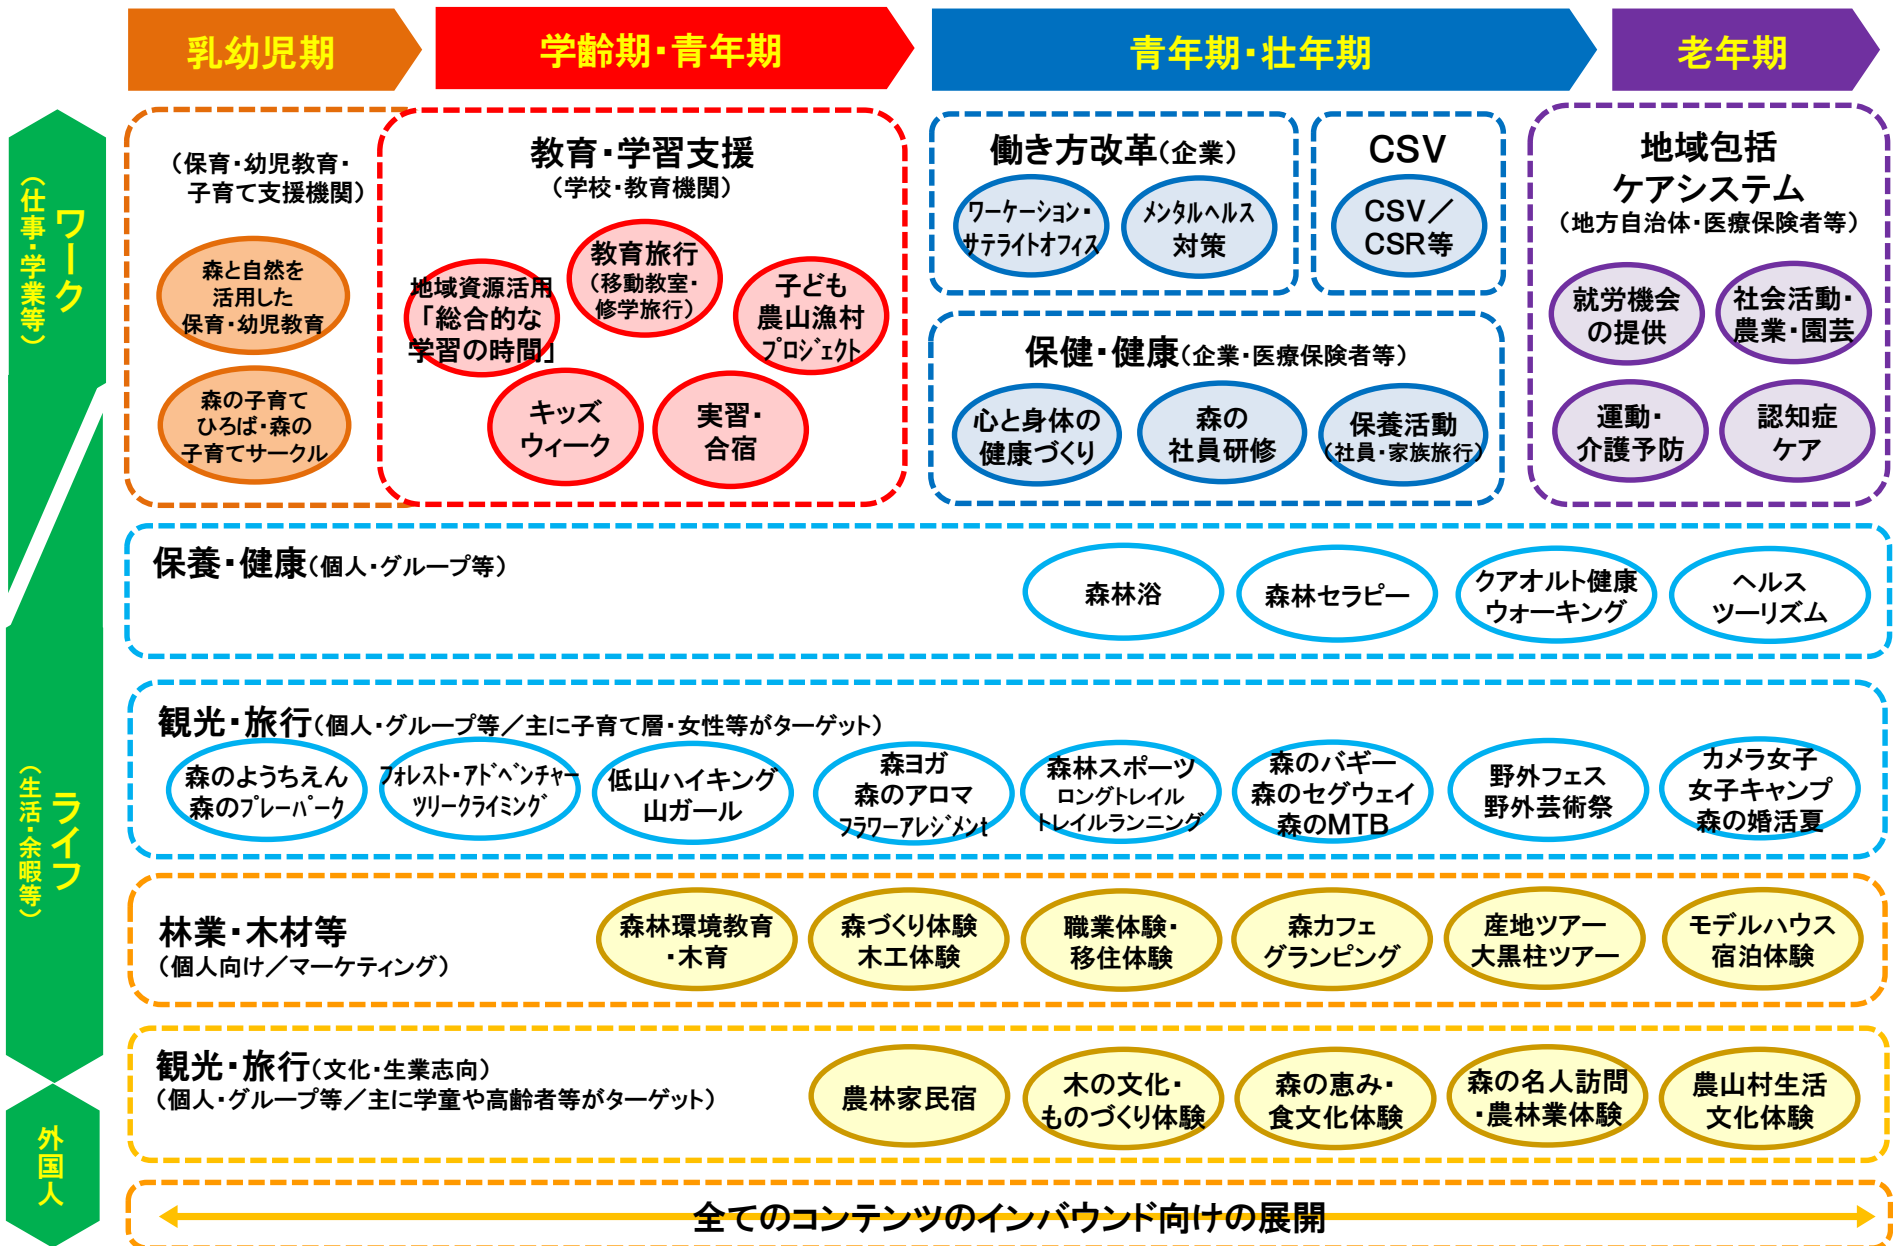 乳幼児期
学齢期・青年期
青年期・壮年期
老年期
ワーク
(仕事・学業等)
(保育・幼児教育・
子育て支援機関)
森と自然を
活用した
保育・幼児教育
森の子育て
ひろば・森の
子育てサークル
教育・学習支援
(学校・教育機関)
地域資源活用
「総合的な
学習の時間」
教育旅行
(移動教室・
修学旅行)
子ども
農山漁村
プロジェクト
キッズ
ウィーク
実習・
合宿
働き方改革(企業)
ワーケーション・
サテライトオフィス
メンタルヘルス
対策
CSV
CSV/
CSR等
保健・健康(企業・医療保険者等)
心と身体の
健康づくり
森の
社員研修
保養活動
(社員・家族旅行)
地域包括
ケアシステム
(地方自治体・医療保険者等)
就労機会
の提供
社会活動・
農業・園芸
運動・
介護予防
認知症
ケア
ライフ
(生活・余暇等)
保養・健康(個人・グループ等)
森林浴
森林セラピー
クアオルト健康
ウォーキング
ヘルス
ツーリズム
観光・旅行(個人・グループ等/主に子育て層・女性等がターゲット)
森のようちえん
森のプレーパーク
フォレスト・アドベンチャー
ツリークライミング
低山ハイキング
山ガール
森ヨガ
森のアロマ
フラワーアレジメンt
森林スポーツ
ロングトレイル
トレイルランニング
森のバギー
森のセグウェイ
森のMTB
野外フェス
野外芸術祭
カメラ女子
女子キャンプ
森の婚活夏
林業・木材等
(個人向け/マーケティング)
森林環境教育
・木育
森づくり体験
木工体験
職業体験・
移住体験
森カフェ
グランピング
産地ツアー
大黒柱ツアー
モデルハウス
宿泊体験
観光・旅行(文化・生業志向)
(個人・グループ等/主に学童や高齢者等がターゲット)
農林家民宿
木の文化・
ものづくり体験
森の恵み・
食文化体験
森の名人訪問
・農林業体験
農山村生活
文化体験
外国人
全てのコンテンツのインバウンド向けの展開